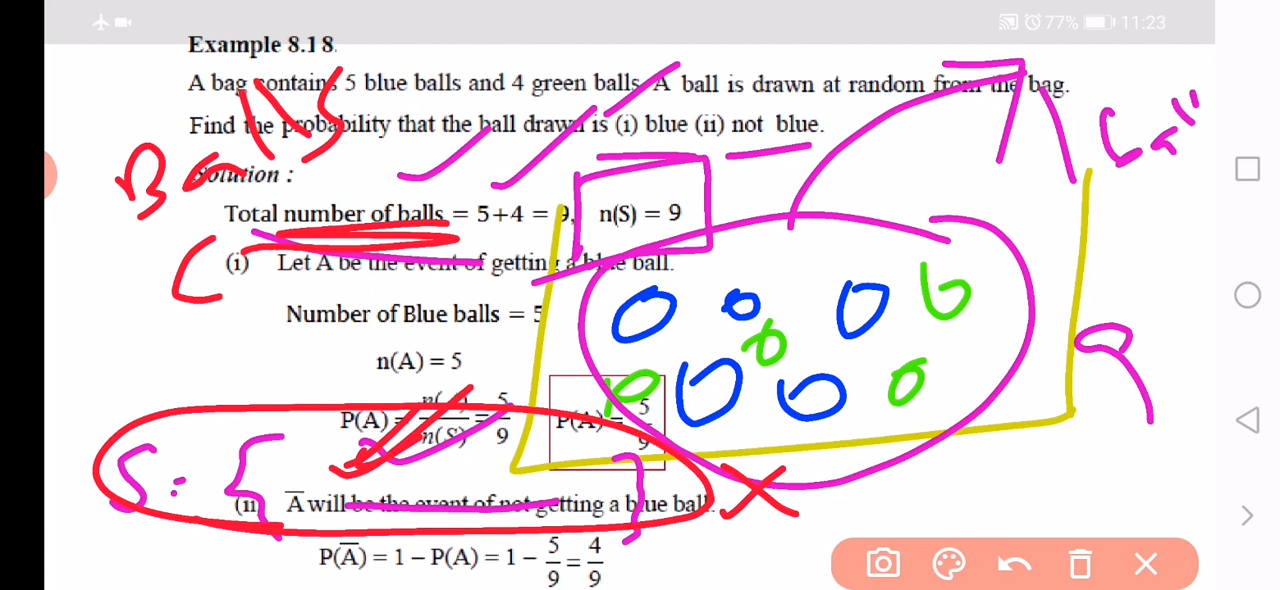 77% 11:23
Example 8.18
A bag contains 5 blue balls and 4 green balls. A ball is drawn at random from the bag.
Find the probability that the ball drawn is (i) blue (ii) not blue.
Balls
Solution :
Total number of balls = 5+4 = 9, n(S) = 9
(i) Let A be the event of getting a blue ball.
Number of Blue balls = 5
n(A) = 5
P(A) = n(A)/n(S) = 5/9 P(A) = 5/9
S = { }
(ii) A̅ will be the event of not getting a blue ball.
P(A̅) = 1 − P(A) = 1 − 5/9 = 4/9